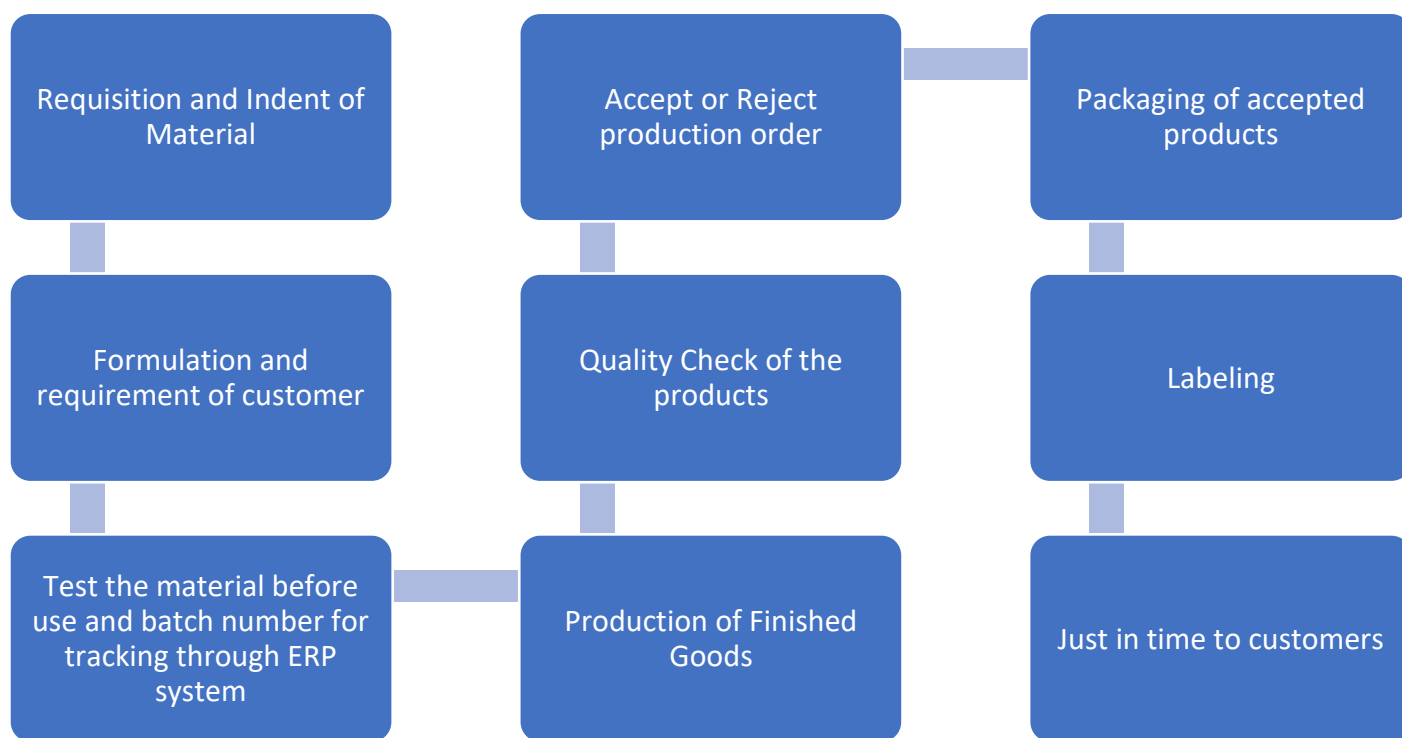 Requisition and Indent of
Material
Formulation and
requirement of customer
Test the material before
use and batch number for
tracking through ERP
system
Production of Finished
Goods
Quality Check of the
products
Accept or Reject
production order
Packaging of accepted
products
Labeling
Just in time to customers